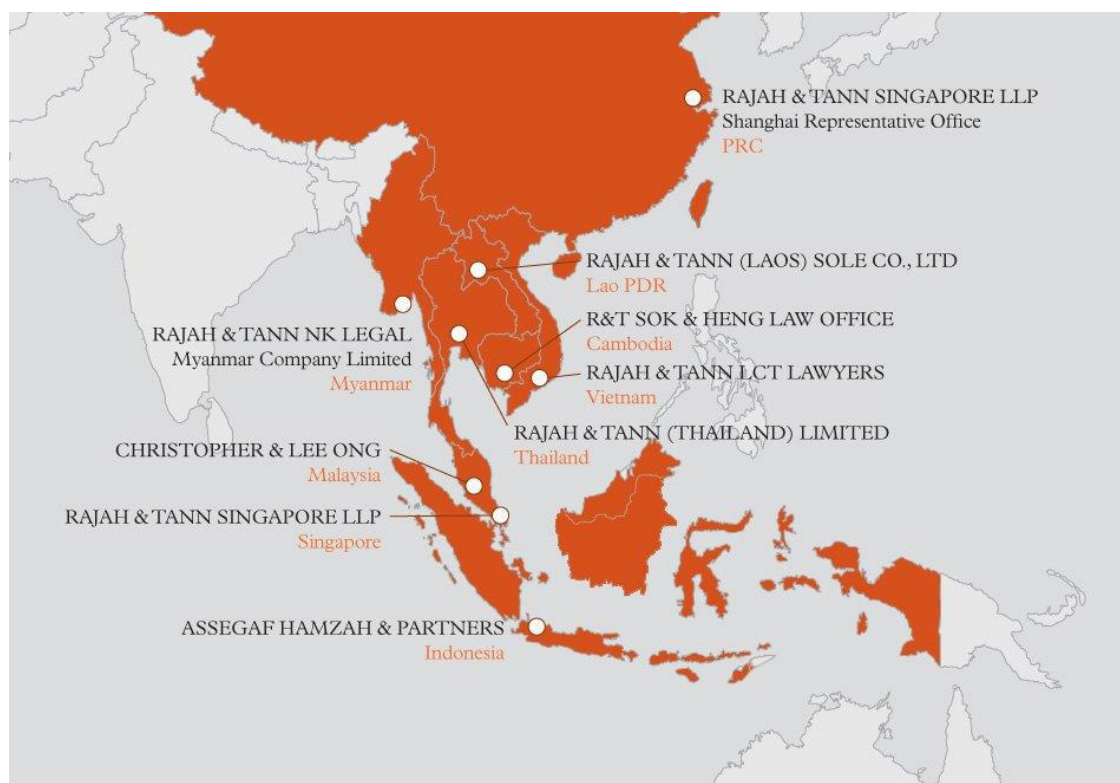 RAJAH & TANN SINGAPORE LLP
Shanghai Representative Office
PRC
RAJAH & TANN (LAOS) SOLE CO., LTD
Lao PDR
RAJAH & TANN NK LEGAL
Myanmar Company Limited
Myanmar
R&T SOK & HENG LAW OFFICE
Cambodia
RAJAH & TANN LCT LAWYERS
Vietnam
RAJAH & TANN (THAILAND) LIMITED
Thailand
CHRISTOPHER & LEE ONG
Malaysia
RAJAH & TANN SINGAPORE LLP
Singapore
ASSEGAF HAMZAH & PARTNERS
Indonesia